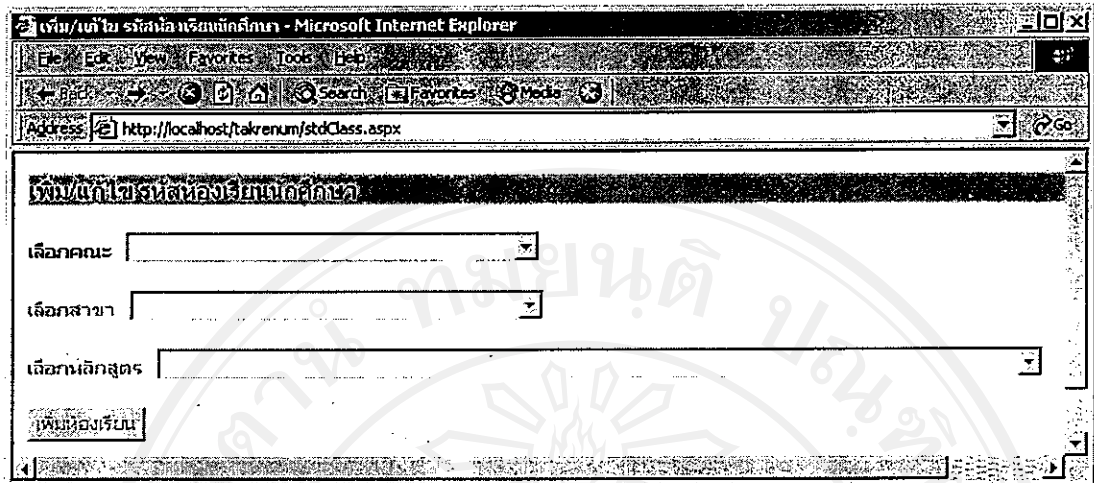 เพิ่ม/แก้ไข รหัสห้องเรียนนักศึกษา - Microsoft Internet Explorer
File Edit View Favorites Tools Help
Back Search Favorites Media
Address http://localhost/takrenum/stdClass.aspx Go
เพิ่ม/แก้ไข รหัสห้องเรียนนักศึกษา
เลือกคณะ
เลือกสาขา
เลือกหลักสูตร
เพิ่มห้องเรียน